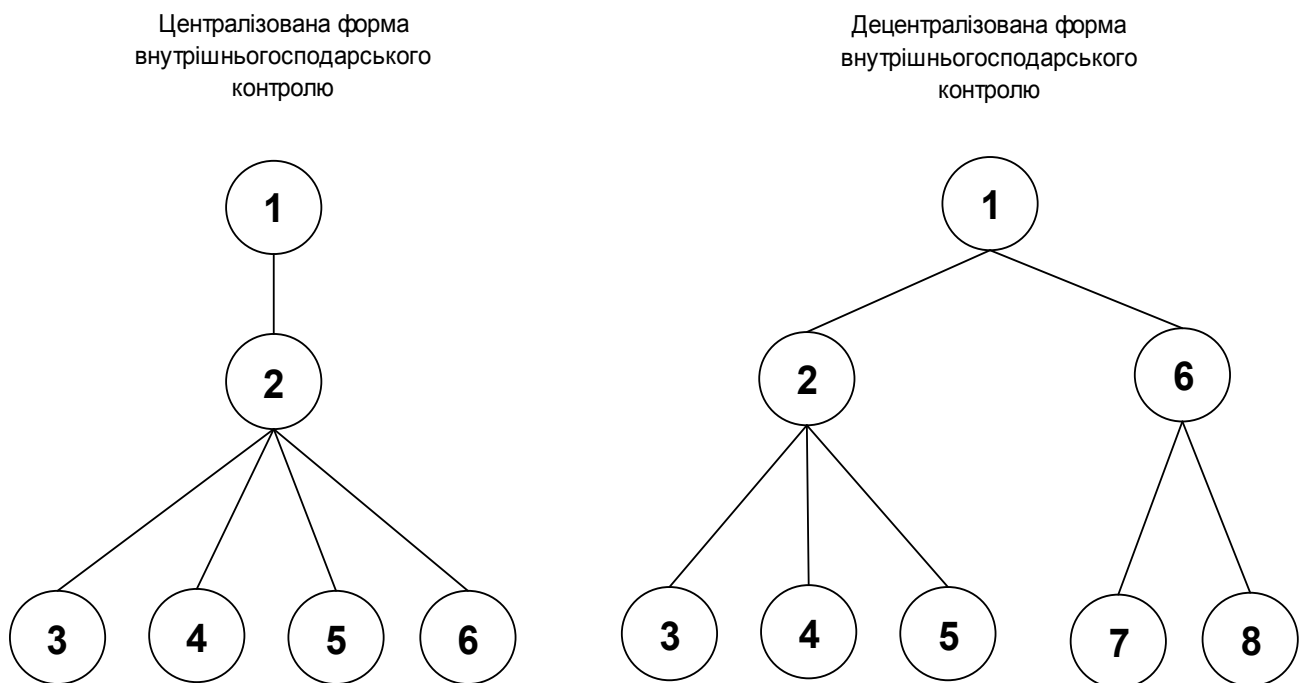 Централізована форма
внутрішньогосподарського
контролю
Децентралізована форма
внутрішньогосподарського
контролю
1
2
3 4 5 6
1
2 6
3 4 5 7 8